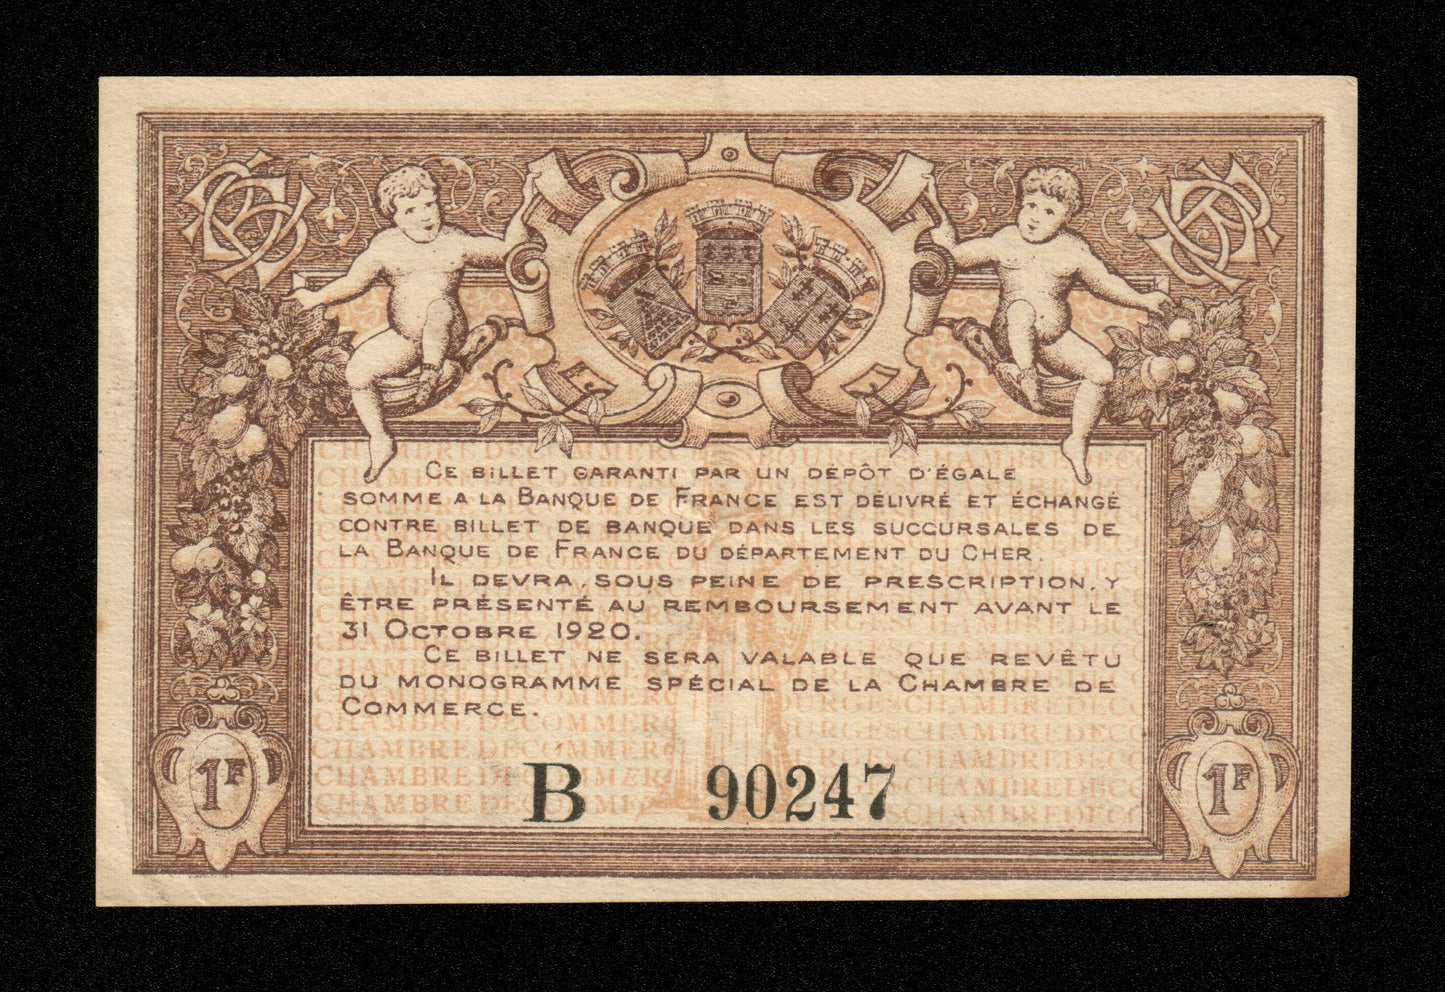 CE BILLET GARANTI PAR UN DÉPÔT D'ÉGALE
SOMME A LA BANQUE DE FRANCE EST DÉLIVRÉ ET ÉCHANGÉ
CONTRE BILLET DE BANQUE DANS LES SUCCURSALES DE
LA BANQUE DE FRANCE DU DÉPARTEMENT DU CHER.
IL DEVRA, SOUS PEINE DE PRESCRIPTION, Y
ÊTRE PRÉSENTÉ AU REMBOURSEMENT AVANT LE
31 OCTOBRE 1920.
CE BILLET NE SERA VALABLE QUE REVÊTU
DU MONOGRAMME SPÉCIAL DE LA CHAMBRE DE
COMMERCE.
1F
B 90247
1F